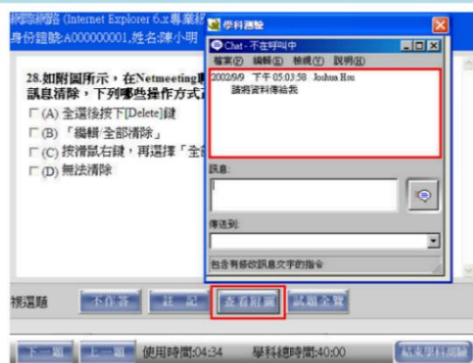 網際網路 (Internet Explorer 6.x專業級
身份證號:A000000001,姓名:陳小明
28.如附圖所示，在Netmeeting
訊息清除，下列哪些操作方式正
(A) 全選後按下[Delete]鍵
(B) 「編輯/全部清除」
(C) 按滑鼠右鍵，再選擇「全
(D) 無法清除
學科測驗
Chat - 不在呼叫中
檔案(F) 編輯(E) 檢視(V) 說明(H)
2002/9/9 下午 05:03:58 Joshua Hsu
請將資料傳給我
訊息:
傳送到:
包含有修改訊息文字的指令
複選題 不作答 註 記 查看附圖 試題全覽
下一題 上一題 使用時間:04:34 學科總時間:40:00 結束學科測驗